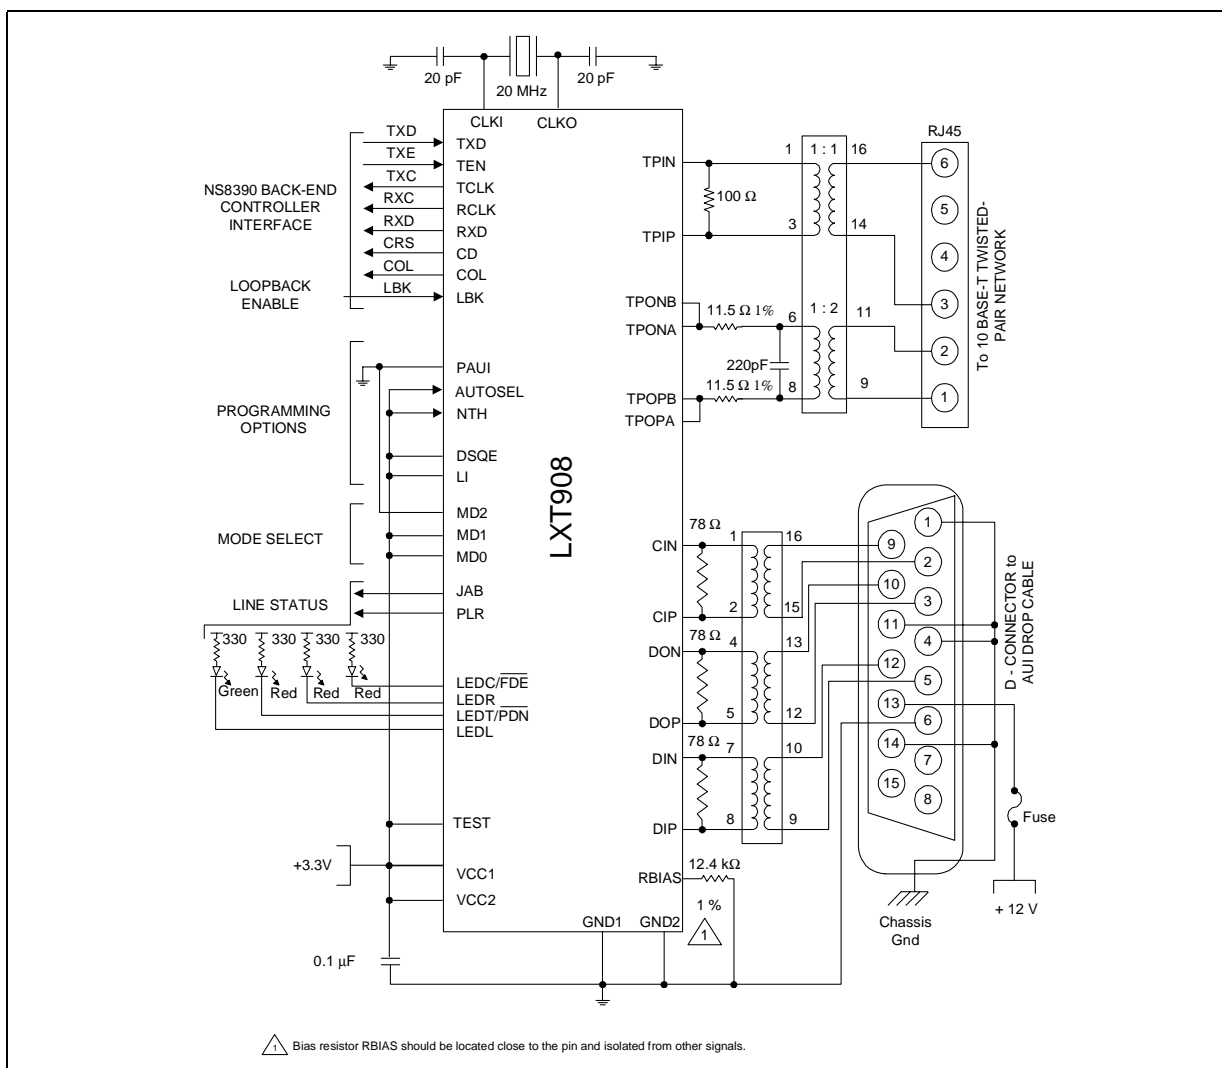 20 pF
20 MHz
20 pF
CLKI
CLKO
NS8390 BACK-END
CONTROLLER
INTERFACE
LOOPBACK
ENABLE
TXD
TXE
TXC
RXC
RXD
CRS
COL
LBK
TXD
TEN
TCLK
RCLK
RXD
CD
COL
LBK
PROGRAMMING
OPTIONS
PAUI
AUTOSEL
NTH
DSQE
LI
MODE SELECT
MD2
MD1
MD0
LINE STATUS
JAB
PLR
330
330
330
330
Green
Red
Red
Red
LEDC/FDE
LEDR
LEDT/PDN
LEDL
TEST
+3.3V
VCC1
VCC2
0.1 µF
LXT908
GND1
GND2
TPIN
TPIP
100 Ω
1
1 : 1
16
3
14
TPONB
TPONA
11.5 Ω 1%
6
1 : 2
11
220pF
11.5 Ω 1%
TPOPB
TPOPA
8
9
RJ45
6
5
4
3
2
1
To 10 BASE-T TWISTED-
PAIR NETWORK
CIN
78 Ω
1
16
CIP
2
15
DON
78 Ω
4
13
DOP
5
12
DIN
78 Ω
7
10
DIP
8
9
RBIAS
12.4 kΩ
1 %
1
1
9
2
10
3
11
4
12
5
13
6
14
7
15
8
D - CONNECTOR to
AUI DROP CABLE
Fuse
+ 12 V
Chassis
Gnd
1 Bias resistor RBIAS should be located close to the pin and isolated from other signals.